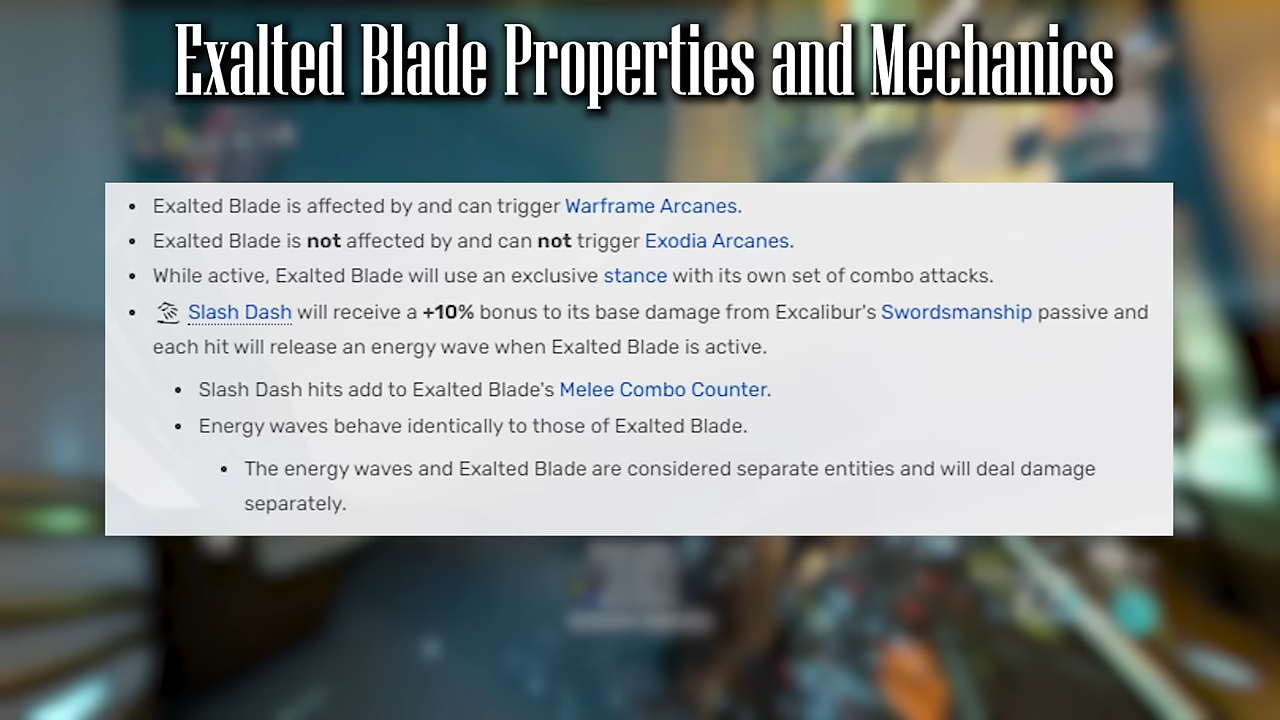 Exalted Blade Properties and Mechanics
• Exalted Blade is affected by and can trigger Warframe Arcanes.
• Exalted Blade is not affected by and can not trigger Exodia Arcanes.
• While active, Exalted Blade will use an exclusive stance with its own set of combo attacks.
• Slash Dash will receive a +10% bonus to its base damage from Excalibur's Swordsmanship passive and
each hit will release an energy wave when Exalted Blade is active.
• Slash Dash hits add to Exalted Blade's Melee Combo Counter.
• Energy waves behave identically to those of Exalted Blade.
• The energy waves and Exalted Blade are considered separate entities and will deal damage
separately.